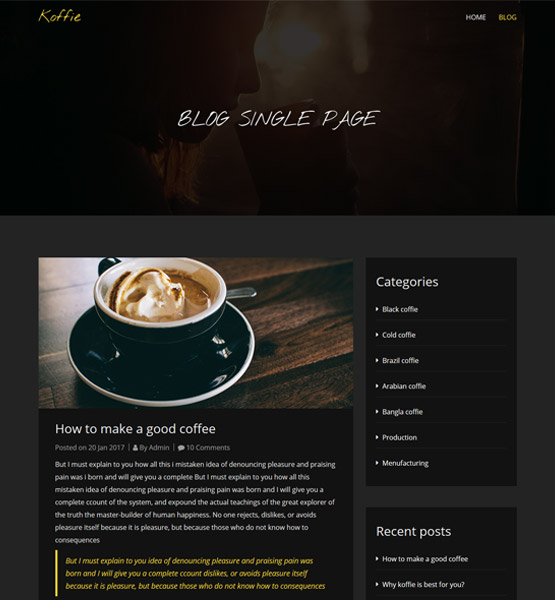 Koffie
HOME BLOG
BLOG SINGLE PAGE
How to make a good coffee
Posted on 20 Jan 2017 | By Admin | 10 Comments
But I must explain to you how all this i mistaken idea of denouncing pleasure and praising
pain was i born and will give you a complete But I must explain to you how all this
mistaken idea of denouncing pleasure and praising pain was born and I will give you a
complete ccount of the system, and expound the actual teachings of the great explorer of
the truth the master-builder of human happiness. No one rejects, dislikes, or avoids
pleasure itself because it is pleasure, but because those who do not know how to
consequences
But I must explain to you idea of denouncing pleasure and praising pain was
born and I will give you a complete ccount dislikes, or avoids pleasure itself
because it is pleasure, but because those who do not know how to consequences
Categories
Black coffie
Cold coffie
Brazil coffie
Arabian coffie
Bangla coffie
Production
Menufacturing
Recent posts
How to make a good coffee
Why koffie is best for you?